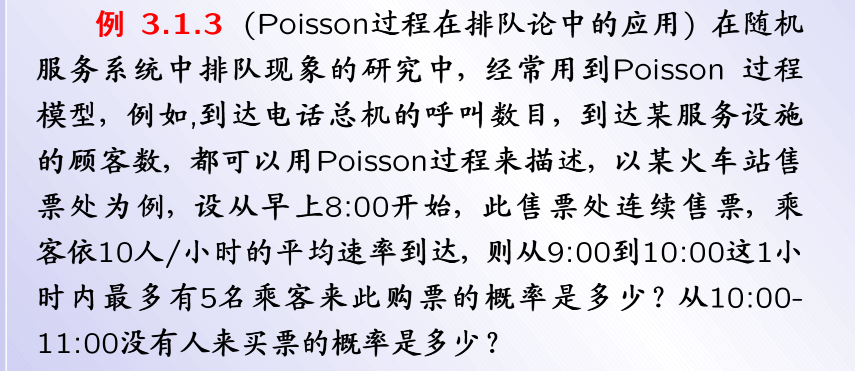 例 3.1.3 (Poisson过程在排队论中的应用) 在随机
服务系统中排队现象的研究中，经常用到Poisson 过程
模型，例如,到达电话总机的呼叫数目，到达某服务设施
的顾客数，都可以用Poisson过程来描述，以某火车站售
票处为例，设从早上8:00开始，此售票处连续售票，乘
客依10人/小时的平均速率到达，则从9:00到10:00这1小
时内最多有5名乘客来此购票的概率是多少？从10:00-
11:00没有人来买票的概率是多少？